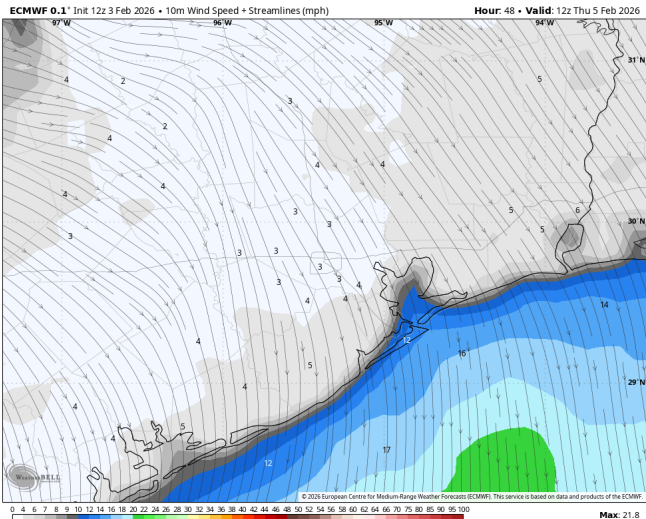 ECMWF 0.1° Init 12z 3 Feb 2026 • 10m Wind Speed + Streamlines (mph) Hour: 48 • Valid: 12z Thu 5 Feb 2026
97°W 96°W 95°W 94°W
31°N
4 2 5
3
2
4
4 4
4
4
3 5 6
3 30°N
5
3
3 3
3 3
3 4
4 4
14
12
4 16
5 29°N
4
4
5
4
17
12
WeatherBELL
© 2026 European Centre for Medium-Range Weather Forecasts (ECMWF). This service is based on data and products of the ECMWF.
0 4 5 6 7 8 9 10 12 14 16 18 20 22 24 26 28 30 32 34 36 38 40 42 44 46 48 50 52 54 56 58 60 65 70 75 80 85 90 95 100
Max: 21.8